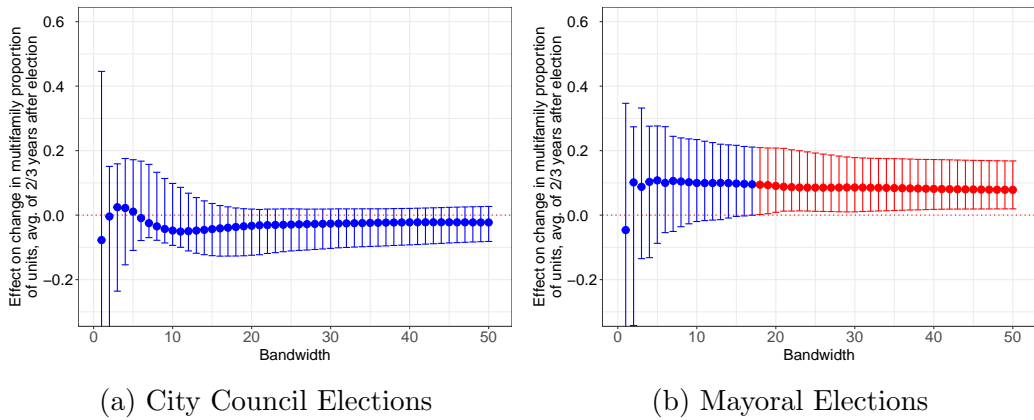 Effect on change in multifamily proportion
of units, avg. of 2/3 years after election
0.6
0.4
0.2
0.0
−0.2
0 10 20 30 40 50
Bandwidth
(a) City Council Elections
Effect on change in multifamily proportion
of units, avg. of 2/3 years after election
0.6
0.4
0.2
0.0
−0.2
0 10 20 30 40 50
Bandwidth
(b) Mayoral Elections